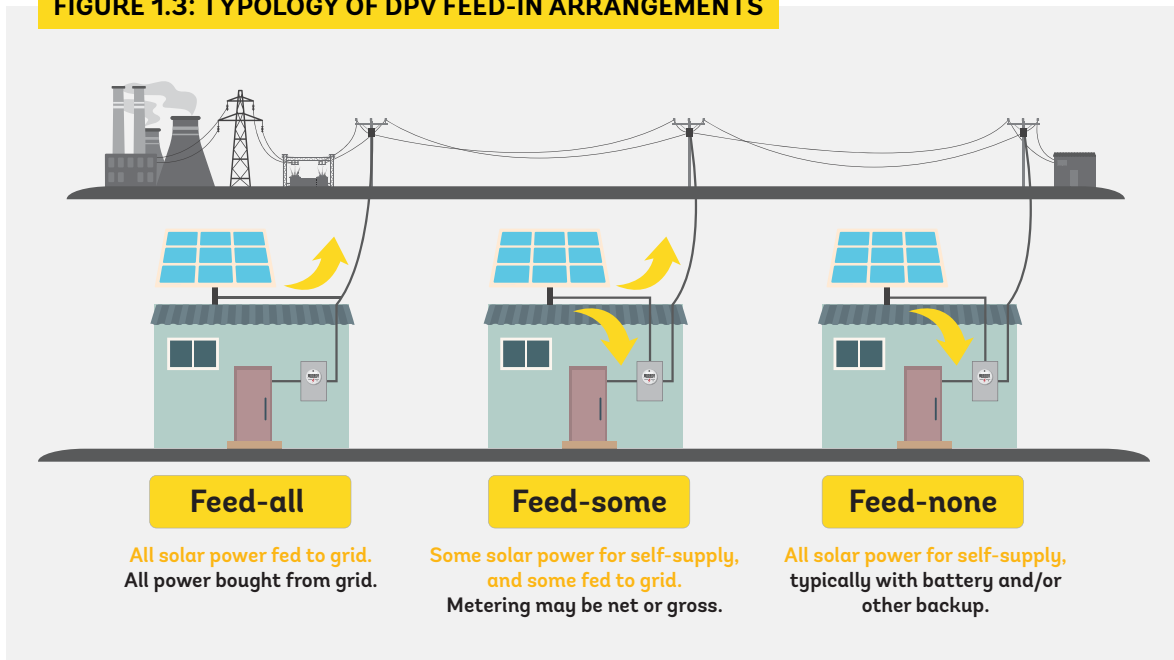 FIGURE 1.3: TYPOLOGY OF DPV FEED-IN ARRANGEMENTS
Feed-all
All solar power fed to grid.
All power bought from grid.
Feed-some
Some solar power for self-supply,
and some fed to grid.
Metering may be net or gross.
Feed-none
All solar power for self-supply,
typically with battery and/or
other backup.